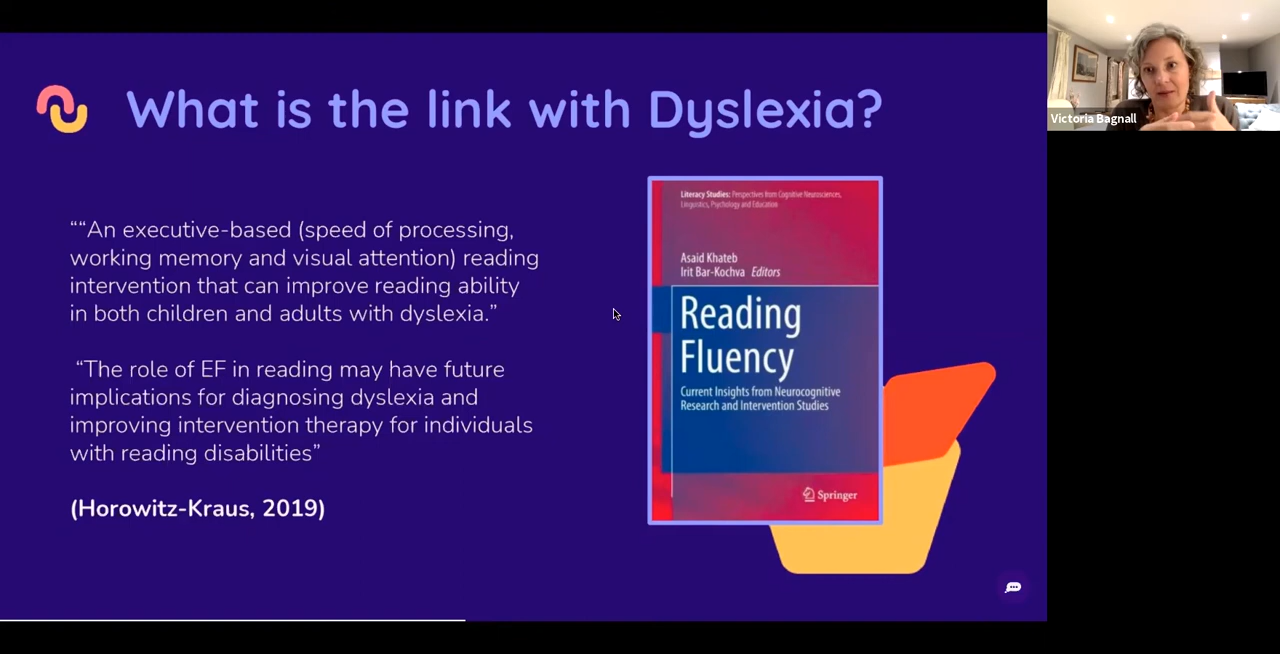 What is the link with Dyslexia?
““An executive-based (speed of processing,
working memory and visual attention) reading
intervention that can improve reading ability
in both children and adults with dyslexia.”
“The role of EF in reading may have future
implications for diagnosing dyslexia and
improving intervention therapy for individuals
with reading disabilities”
(Horowitz-Kraus, 2019)
Literacy Studies: Perspectives from Cognitive Neurosciences,
Linguistics, Psychology and Education
Asaid Khateb
Irit Bar-Kochva Editors
Reading
Fluency
Current Insights from Neurocognitive
Research and Intervention Studies
Springer
Victoria Bagnall